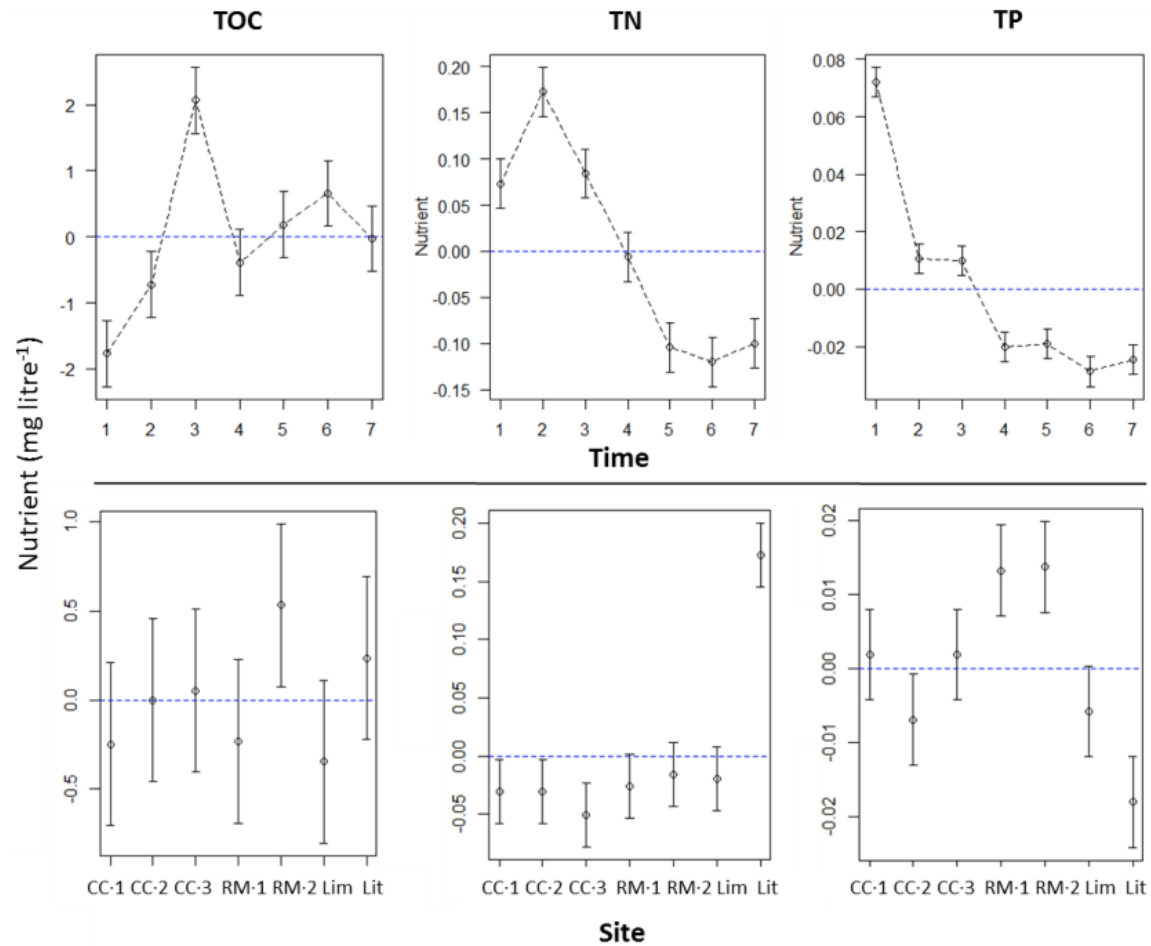 TOC TN TP
2
1
0
-1
-2
1 2 3 4 5 6 7
Nutrient
0.20
0.15
0.10
0.05
0.00
-0.05
-0.10
-0.15
1 2 3 4 5 6 7
Nutrient
0.08
0.06
0.04
0.02
0.00
-0.02
1 2 3 4 5 6 7
Time
Nutrient (mg litre⁻¹)
1.0
0.5
0.0
-0.5
CC·1 CC·2 CC·3 RM·1 RM·2 Lim Lit
0.20
0.15
0.10
0.05
0.00
-0.05
CC·1 CC·2 CC·3 RM·1 RM·2 Lim Lit
0.02
0.01
0.00
-0.01
-0.02
CC·1 CC·2 CC·3 RM·1 RM·2 Lim Lit
Site